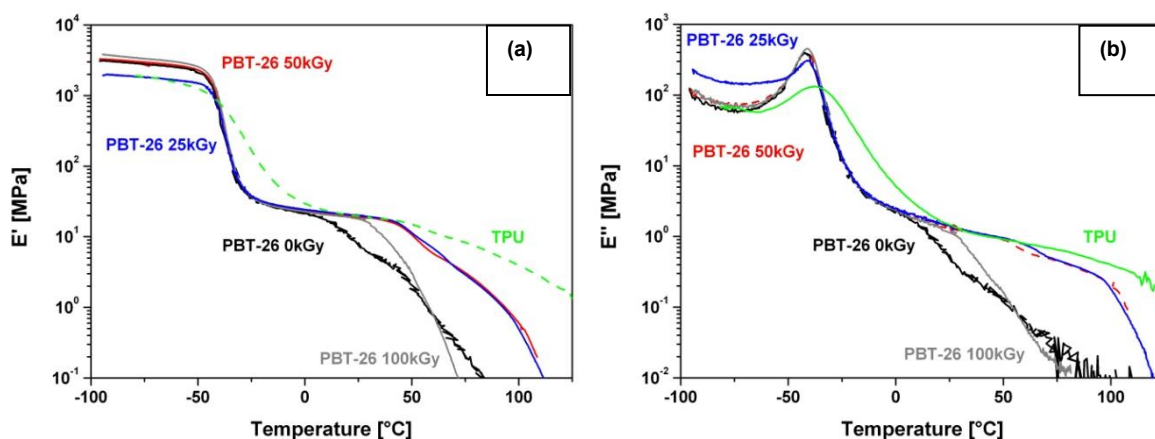 (a)
E' [MPa]
10^4
10^3
10^2
10^1
10^0
10^-1
PBT-26 50kGy
PBT-26 25kGy
PBT-26 0kGy
TPU
PBT-26 100kGy
-100 -50 0 50 100
Temperature [°C]
(b)
E'' [MPa]
10^3
10^2
10^1
10^0
10^-1
10^-2
PBT-26 25kGy
PBT-26 50kGy
PBT-26 0kGy
TPU
PBT-26 100kGy
-100 -50 0 50 100
Temperature [°C]